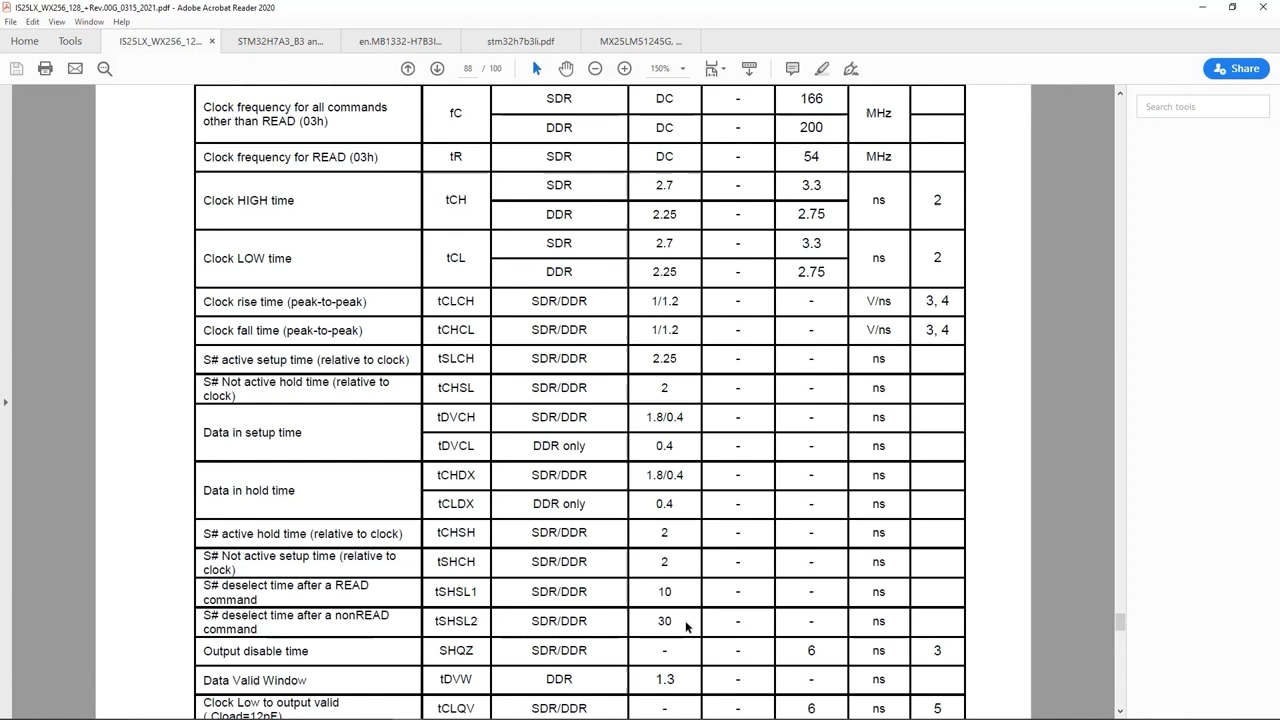 IS25LX_WX256_128_+Rev.00G_0315_2021.pdf - Adobe Acrobat Reader 2020
File Edit View Window Help
Home Tools IS25LX_WX256_12... × STM32H7A3_B3 an... en.MB1332-H7B3I... stm32h7b3li.pdf MX25LM51245G, ...
88 / 100 150% Share
Search tools
Clock frequency for all commands
other than READ (03h) fC SDR DC - 166 MHz
DDR DC - 200
Clock frequency for READ (03h) tR SDR DC - 54 MHz
Clock HIGH time tCH SDR 2.7 - 3.3 ns 2
DDR 2.25 - 2.75
Clock LOW time tCL SDR 2.7 - 3.3 ns 2
DDR 2.25 - 2.75
Clock rise time (peak-to-peak) tCLCH SDR/DDR 1/1.2 - - V/ns 3, 4
Clock fall time (peak-to-peak) tCHCL SDR/DDR 1/1.2 - - V/ns 3, 4
S# active setup time (relative to clock) tSLCH SDR/DDR 2.25 - - ns
S# Not active hold time (relative to
clock) tCHSL SDR/DDR 2 - - ns
Data in setup time tDVCH SDR/DDR 1.8/0.4 - - ns
tDVCL DDR only 0.4 - - ns
Data in hold time tCHDX SDR/DDR 1.8/0.4 - - ns
tCLDX DDR only 0.4 - - ns
S# active hold time (relative to clock) tCHSH SDR/DDR 2 - - ns
S# Not active setup time (relative to
clock) tSHCH SDR/DDR 2 - - ns
S# deselect time after a READ
command tSHSL1 SDR/DDR 10 - - ns
S# deselect time after a nonREAD
command tSHSL2 SDR/DDR 30 - - ns
Output disable time SHQZ SDR/DDR - - 6 ns 3
Data Valid Window tDVW DDR 1.3 - - ns
Clock Low to output valid
( Cload=12pF) tCLQV SDR/DDR - - 6 ns 5